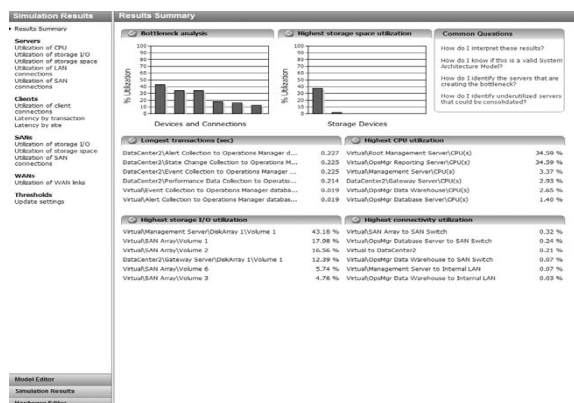 Simulation Results
Results Summary
Servers
Utilization of CPU
Utilization of storage I/O
Utilization of storage space
Utilization of LAN
connections
Utilization of SAN
connections
Clients
Utilization of client
connections
Latency by transaction
Latency by site
SANs
Utilization of storage I/O
Utilization of storage space
Utilization of SAN
connections
WANs
Utilization of WAN links
Thresholds
Update settings
Model Editor
Simulation Results
Hardware Editor
Results Summary
Bottleneck analysis
% Utilization
100
90
80
70
60
50
40
30
20
10
0
Devices and Connections
Highest storage space utilization
% Utilization
100
90
80
70
60
50
40
30
20
10
0
Storage Devices
Common Questions
How do I interpret these results?
How do I know if this is a valid System
Architecture Model?
How do I identify the servers that are
creating the bottleneck?
How do I identify underutilized servers
that could be consolidated?
Longest transactions (sec)
DataCenter2\Alert Collection to Operations Manager d... 0.227
DataCenter2\State Change Collection to Operations M... 0.225
DataCenter2\Event Collection to Operations Manager ... 0.225
DataCenter2\Performance Data Collection to Operatio... 0.214
Virtual\Event Collection to Operations Manager databa... 0.019
Virtual\Alert Collection to Operations Manager databas... 0.019
Highest CPU utilization
Virtual\Root Management Server\CPU(s) 34.59 %
Virtual\OpsMgr Reporting Server\CPU(s) 34.59 %
Virtual\Management Server\CPU(s) 3.37 %
DataCenter2\Gateway Server\CPU(s) 2.93 %
Virtual\OpsMgr Data Warehouse\CPU(s) 2.65 %
Virtual\OpsMgr Database Server\CPU(s) 1.40 %
Highest storage I/O utilization
Virtual\Management Server\DiskArray 1\Volume 1 43.18 %
Virtual\SAN Array\Volume 1 17.98 %
Virtual\SAN Array\Volume 2 16.56 %
DataCenter2\Gateway Server\DiskArray 1\Volume 1 12.39 %
Virtual\SAN Array\Volume 6 5.74 %
Virtual\SAN Array\Volume 3 4.76 %
Highest connectivity utilization
Virtual\SAN Array to SAN Switch 0.32 %
Virtual\OpsMgr Database Server to SAN Switch 0.24 %
Virtual to DataCenter2 0.21 %
Virtual\OpsMgr Data Warehouse to SAN Switch 0.07 %
Virtual\Management Server to Internal LAN 0.07 %
Virtual\OpsMgr Data Warehouse to Internal LAN 0.03 %